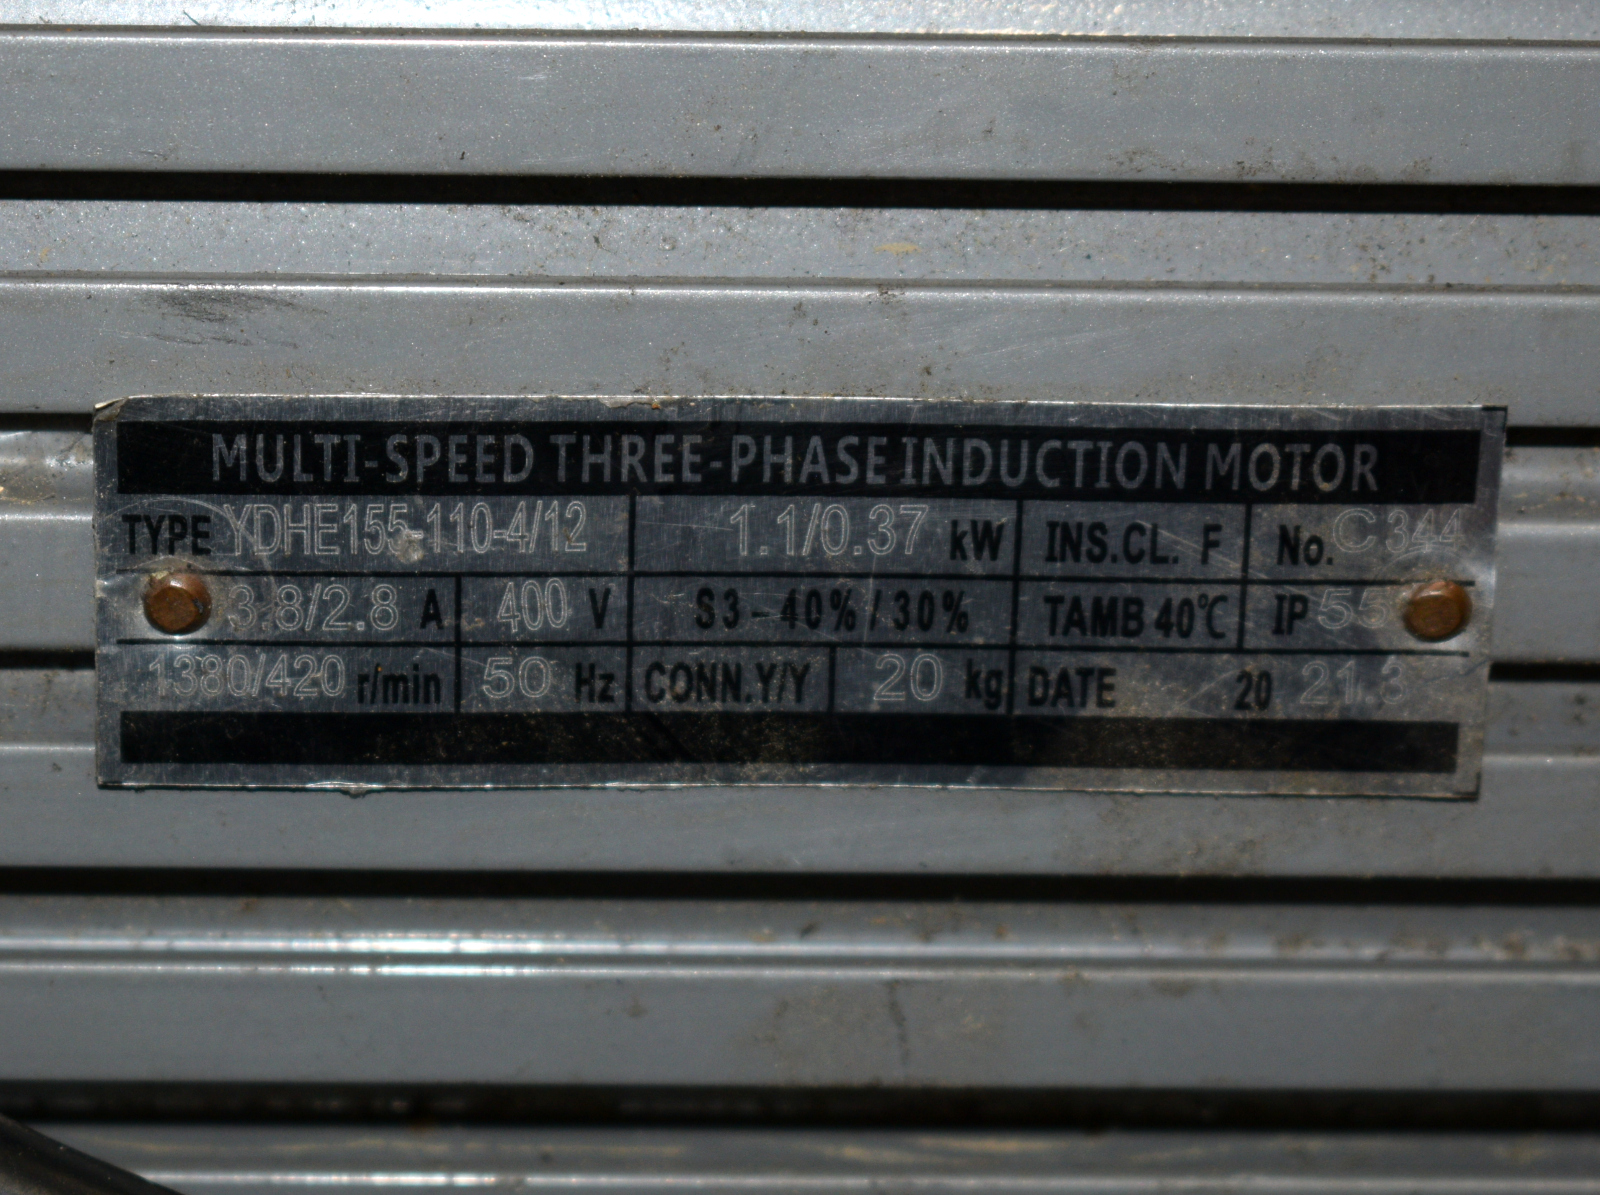 MULTI-SPEED THREE-PHASE INDUCTION MOTOR
TYPE YDHE155-110-4/12 1.1/0.37 kW INS.CL. F No. C344
3.8/2.8 A 400 V S3-40%/30% TAMB 40℃ IP 55
1380/420 r/min 50 Hz CONN.Y/Y 20 kg DATE 20 21.3